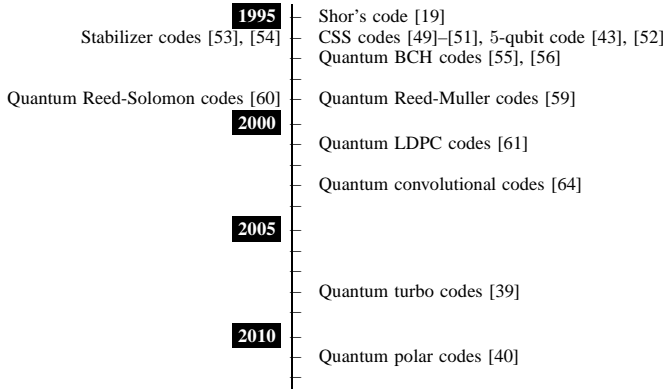 1995 Shor's code [19]
Stabilizer codes [53], [54] CSS codes [49]–[51], 5-qubit code [43], [52]
Quantum BCH codes [55], [56]
Quantum Reed-Solomon codes [60] Quantum Reed-Muller codes [59]
2000
Quantum LDPC codes [61]
Quantum convolutional codes [64]
2005
Quantum turbo codes [39]
2010
Quantum polar codes [40]